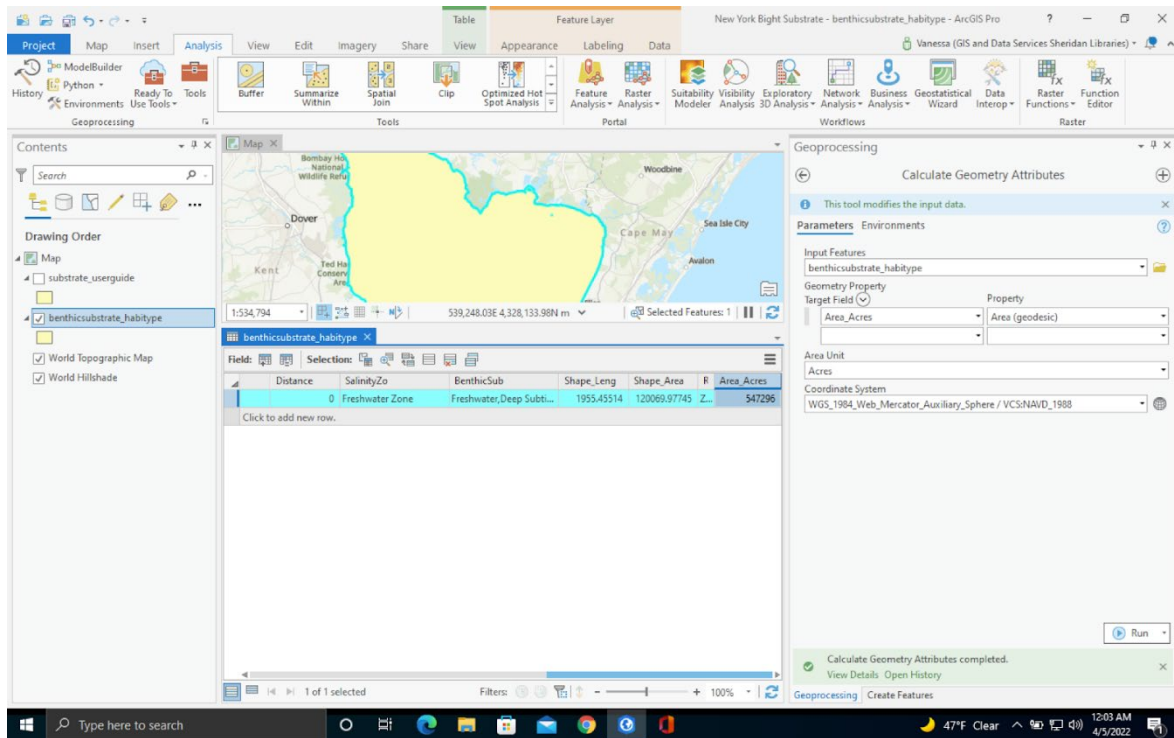 Table Feature Layer New York Bight Substrate - benthicsubstrate_habitype - ArcGIS Pro ?
Project Map Insert Analysis View Edit Imagery Share View Appearance Labeling Data Vanessa (GIS and Data Services Sheridan Libraries)
History ModelBuilder Python Environments Ready To Use Tools Tools
Buffer Summarize Within Spatial Join Clip Optimized Hot Spot Analysis
Feature Analysis Raster Analysis
Suitability Modeler Visibility Analysis Exploratory 3D Analysis Network Analysis Business Analysis Geostatistical Wizard Data Interop
Raster Functions Function Editor
Geoprocessing Tools Portal Workflows Raster
Contents
Search
Drawing Order
Map
substrate_userguide
benthicsubstrate_habitype
World Topographic Map
World Hillshade
Map
Bombay Ho
National
Wildlife Refu
Woodbine
Dover
Sea Isle City
Cape May
Kent
Ted Ha
Conserv
Are
Avalon
1:534,794 539,248.03E 4,328,133.98N m Selected Features: 1
benthicsubstrate_habitype
Field: Selection:
Distance SalinityZo BenthicSub Shape_Leng Shape_Area F Area_Acres
0 Freshwater Zone Freshwater,Deep Subti... 1955.45514 120069.97745 Z... 547296
Click to add new row.
1 of 1 selected Filters: 100%
Geoprocessing
Calculate Geometry Attributes
This tool modifies the input data.
Parameters Environments
Input Features
benthicsubstrate_habitype
Geometry Property
Target Field Property
Area_Acres Area (geodesic)
Area Unit
Acres
Coordinate System
WGS_1984_Web_Mercator_Auxiliary_Sphere / VCS:NAVD_1988
Run
Calculate Geometry Attributes completed.
View Details Open History
Geoprocessing Create Features
Type here to search 47°F Clear 12:03 AM
4/5/2022